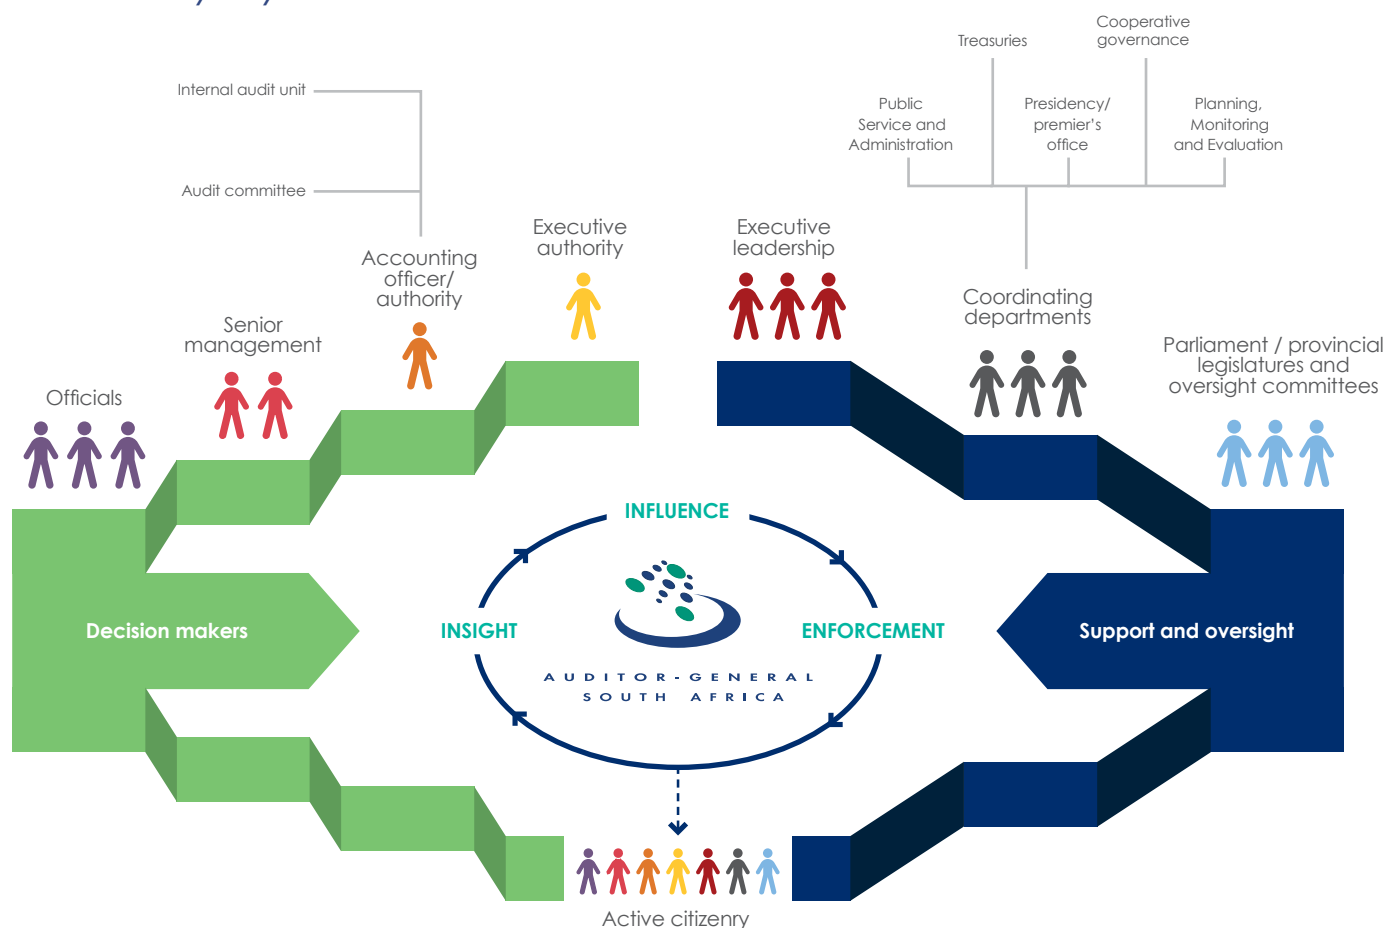 Cooperative
governance
Treasuries
Internal audit unit
Public
Service and
Administration
Presidency/
premier's
office
Planning,
Monitoring
and Evaluation
Audit committee
Executive
authority
Executive
leadership
Accounting
officer/
authority
Coordinating
departments
Senior
management
Parliament / provincial
legislatures and
oversight committees
Officials
INFLUENCE
Decision makers
INSIGHT
ENFORCEMENT
Support and oversight
AUDITOR-GENERAL
SOUTH AFRICA
Active citizenry